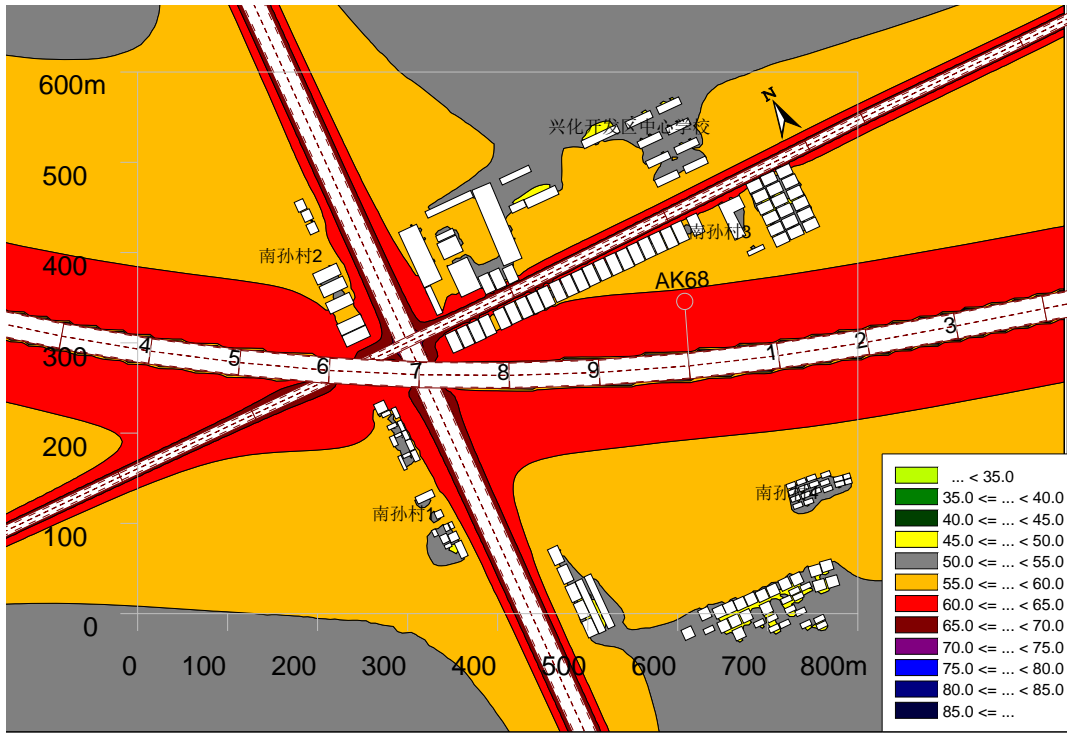 600m
N
兴化开发区中心学校
500
南孙村3
400
南孙村2
AK68
300
4
5
6
7
8
9
1
2
3
200
南孙村4
100
南孙村1
0
0
100
200
300
400
500
600
700
800m
... < 35.0
35.0 <= ... < 40.0
40.0 <= ... < 45.0
45.0 <= ... < 50.0
50.0 <= ... < 55.0
55.0 <= ... < 60.0
60.0 <= ... < 65.0
65.0 <= ... < 70.0
70.0 <= ... < 75.0
75.0 <= ... < 80.0
80.0 <= ... < 85.0
85.0 <= ...